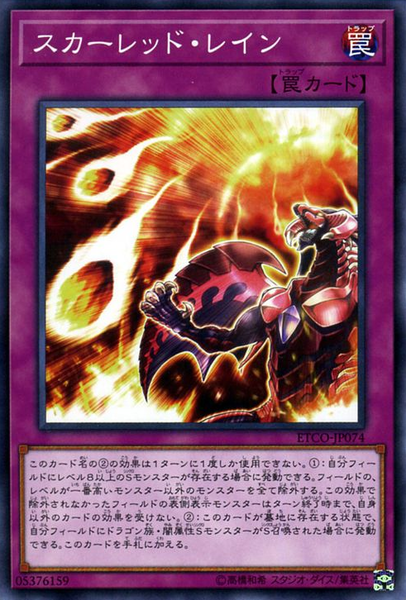 スカーレッド・レイン
トラップ
罠
トラップ
【罠カード】
ETCO-JP074
このカード名の②の効果は1ターンに1度しか使用できない。①:自分フィー
ルドにレベル8以上のSモンスターが存在する場合に発動できる。フィールド
のレベルが一番高いモンスター以外のモンスターを全て除外する。この効果で
除外されなかったフィールドの表側表示モンスターはターン終了時まで、自身
以外のカードの効果を受けない。②:このカードが墓地に存在する状態で、
自分フィールドにドラゴン族・闇属性SモンスターがS召喚された場合に発動
できる。このカードを手札に加える。
05376159
©高橋和希 スタジオ・ダイス/集英社